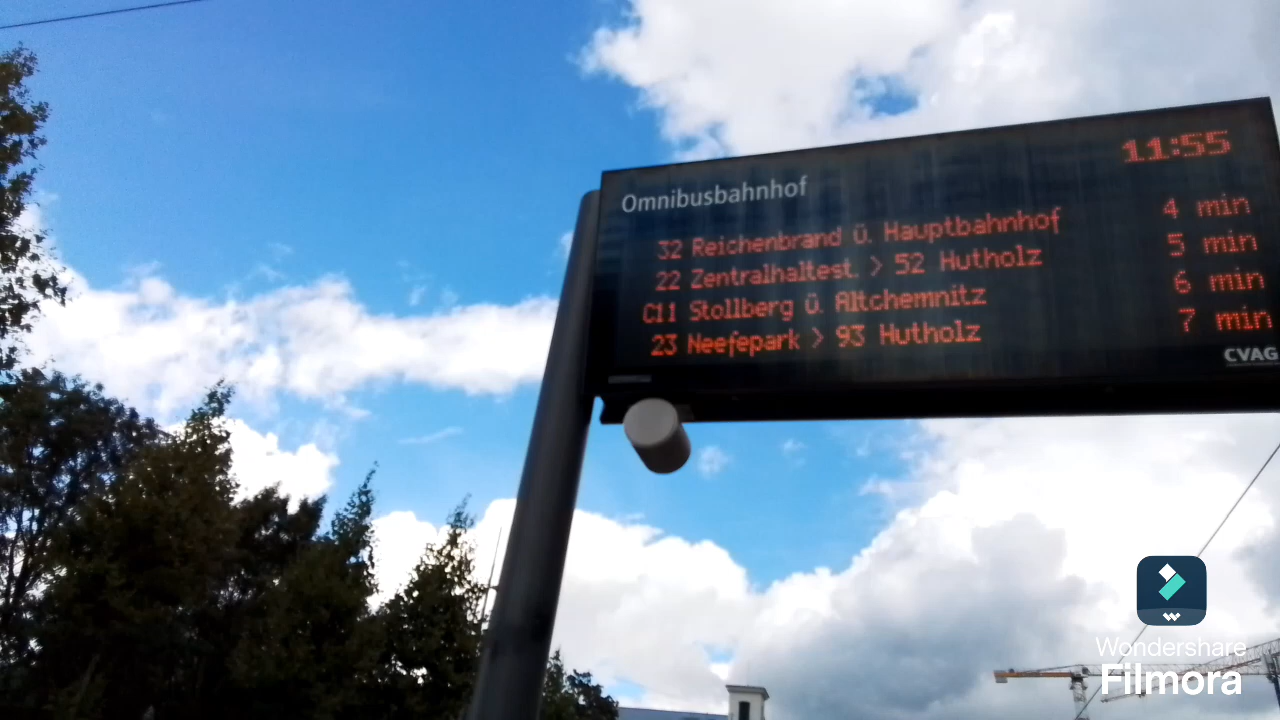 11:55
Omnibusbahnhof
32 Reichenbrand ü. Hauptbahnhof 4 min
22 Zentralhaltest. > 52 Hutholz 5 min
C11 Stollberg ü. Altchemnitz 6 min
23 Neefepark > 93 Hutholz 7 min
CVAG
Wondershare
Filmora